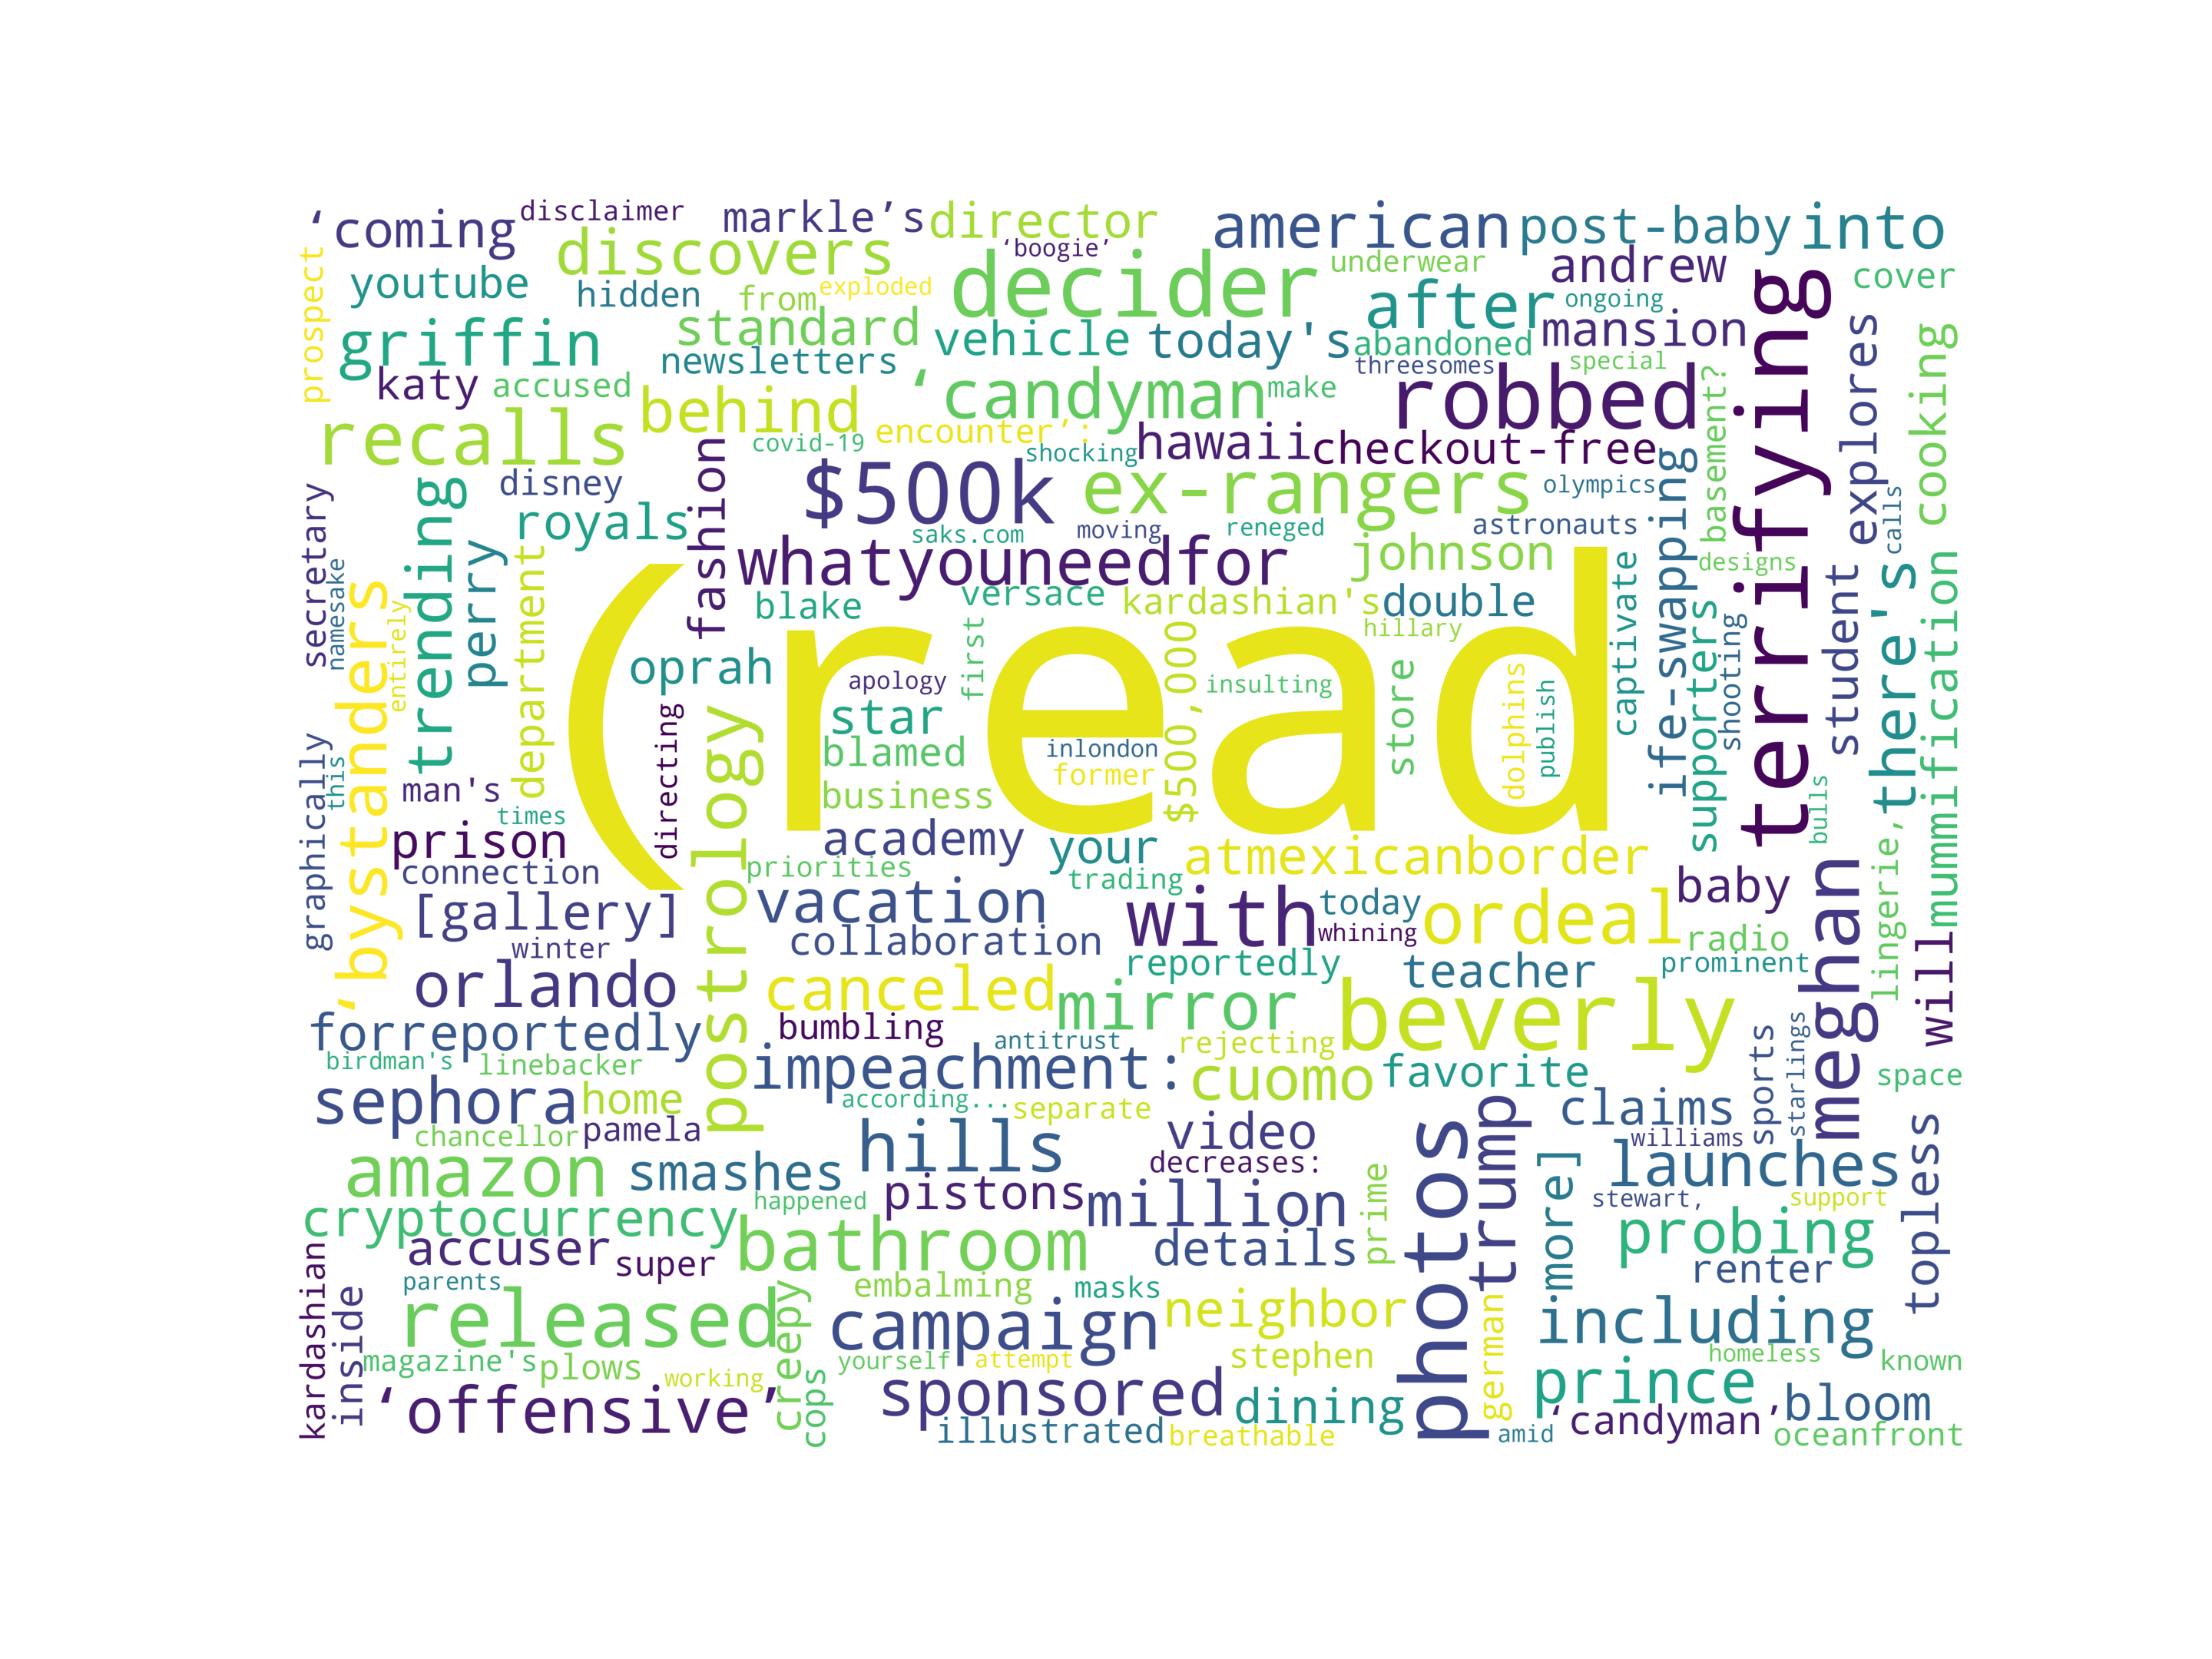 ‘coming
disclaimer
markle’s
director
‘boogie’
american
post-baby
into
prospect
youtube
discovers
hidden
from
exploded
decider
underwear
andrew
cover
griffin
standard
newsletters
vehicle
today's
after
ongoing
abandoned
mansion
terrifying
explores
cooking
katy
accused
behind
‘candyman
make
threesomes
special
robbed
basement?
recalls
covid-19
encounter’:
shocking
hawaii
checkout-free
fashion
disney
royals
$500k
ex-rangers
olympics
ife-swapping
secretary
trending
perry
department
saks.com
moving
reneged
astronauts
calls
namesake
‘bystanders
entirely
whatyouneedfor
johnson
designs
blake
versace
kardashian's
double
hillary
captivate
supporters
shooting
student
there's
mummification
(read
oprah
apology
first
$500,000
insulting
store
dolphins
publish
directing
postrology
star
blamed
inlondon
former
business
graphically
this
man's
times
prison
connection
academy
priorities
your
trading
atmexicanborder
bulls
lingerie,
[gallery]
winter
vacation
collaboration
with
today
whining
ordeal
baby
radio
prominent
meghan
will
orlando
canceled
reportedly
teacher
mirror
beverly
forreportedly
bumbling
antitrust
rejecting
birdman's
linebacker
impeachment:
cuomo
favorite
sports
starlings
space
sephora
home
according...
separate
claims
chancellor
pamela
hills
video
decreases:
photos
trump
williams
launches
topless
amazon
smashes
happened
pistons
million
prime
more]
stewart,
support
cryptocurrency
accuser
super
bathroom
details
probing
renter
kardashian
inside
parents
released
creepy
cops
embalming
masks
campaign
neighbor
german
including
magazine's
plows
working
yourself
attempt
stephen
homeless
known
‘offensive’
sponsored
dining
prince
bloom
illustrated
breathable
amid
‘candyman’
oceanfront